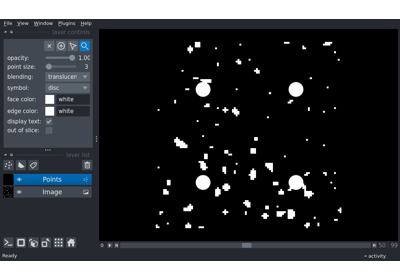 File View Window Plugins Help
layer controls
opacity: 1.00
point size: 3
blending: translucen
symbol: disc
face color: white
edge color: white
display text:
out of slice:
layer list
Points
Image
0 50 99
Ready activity